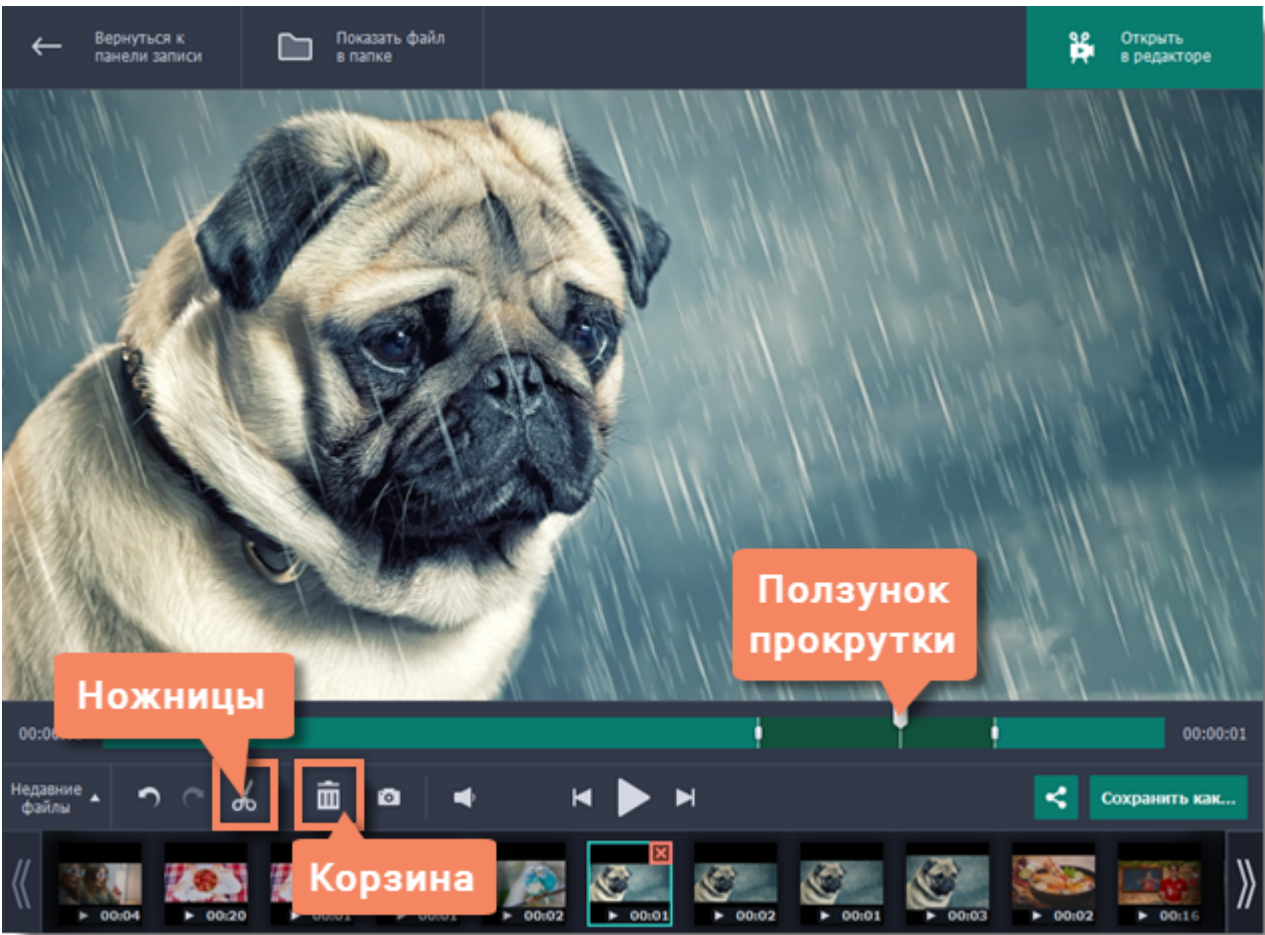 Вернуться к
панели записи
Показать файл
в папке
Открыть
в редакторе
Ползунок
прокрутки
Ножницы
00:00:01
Недавние
файлы
Сохранить как...
Корзина
00:04
00:20
00:02
00:01
00:02
00:01
00:03
00:02
00:16